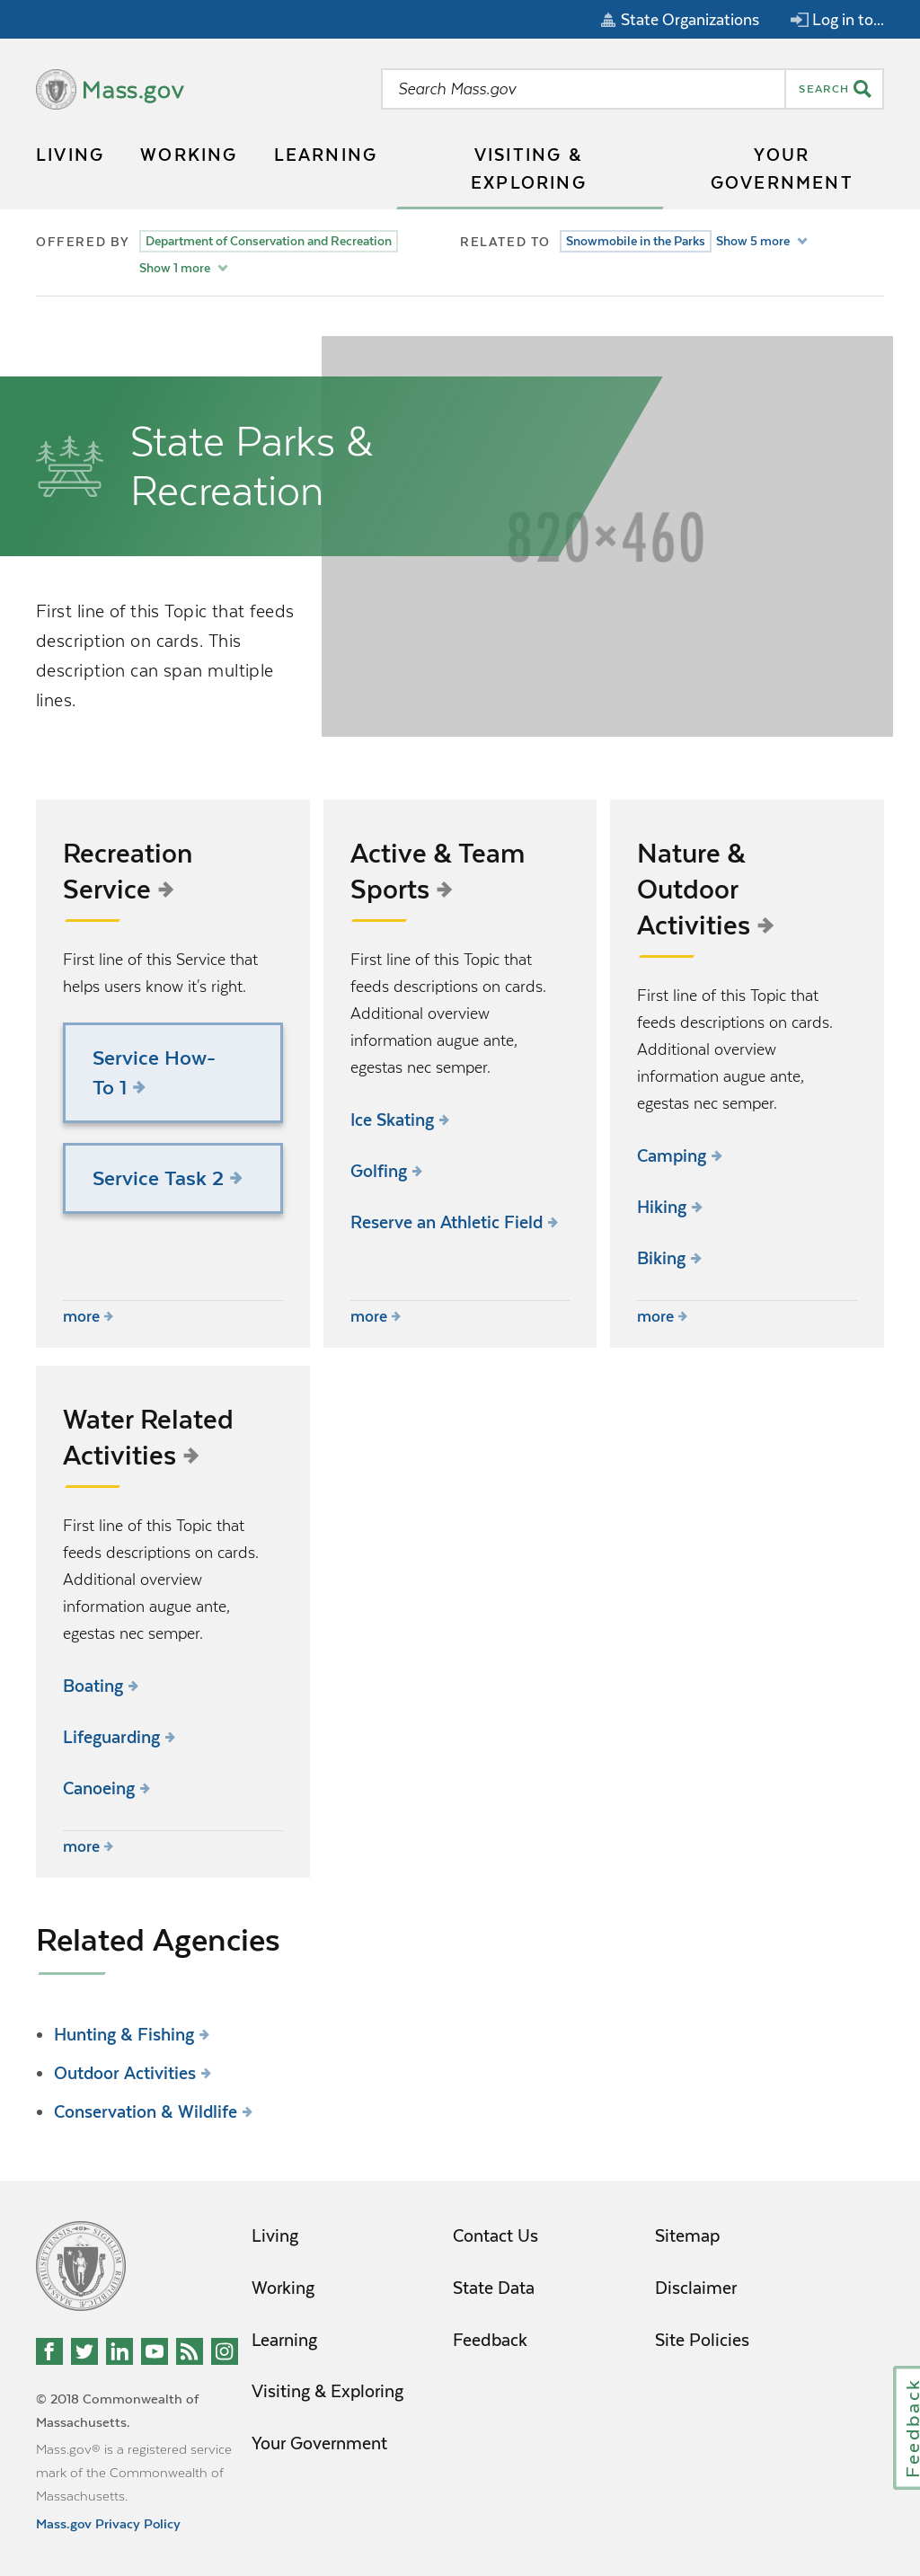 State Organizations
Log in to...
Mass.gov
Search Mass.gov
SEARCH
LIVING
WORKING
LEARNING
VISITING &
EXPLORING
YOUR
GOVERNMENT
OFFERED BY
Department of Conservation and Recreation
Show 1 more
RELATED TO
Snowmobile in the Parks
Show 5 more
State Parks &
Recreation
820×460
First line of this Topic that feeds
description on cards. This
description can span multiple
lines.
Recreation
Service
First line of this Service that
helps users know it's right.
Service How-
To 1
Service Task 2
more
Active & Team
Sports
First line of this Topic that
feeds descriptions on cards.
Additional overview
information augue ante,
egestas nec semper.
Ice Skating
Golfing
Reserve an Athletic Field
more
Nature &
Outdoor
Activities
First line of this Topic that
feeds descriptions on cards.
Additional overview
information augue ante,
egestas nec semper.
Camping
Hiking
Biking
more
Water Related
Activities
First line of this Topic that
feeds descriptions on cards.
Additional overview
information augue ante,
egestas nec semper.
Boating
Lifeguarding
Canoeing
more
Related Agencies
Hunting & Fishing
Outdoor Activities
Conservation & Wildlife
Living
Working
Learning
Visiting & Exploring
Your Government
Contact Us
State Data
Feedback
Sitemap
Disclaimer
Site Policies
© 2018 Commonwealth of
Massachusetts.
Mass.gov® is a registered service
mark of the Commonwealth of
Massachusetts.
Mass.gov Privacy Policy
Feedback